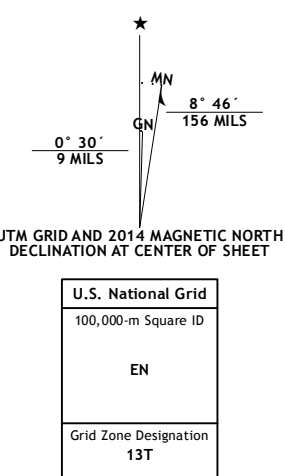 ★
MN
8° 46´
156 MILS
GN
0° 30´
9 MILS
UTM GRID AND 2014 MAGNETIC NORTH
DECLINATION AT CENTER OF SHEET
U.S. National Grid
100,000-m Square ID
EN
Grid Zone Designation
13T